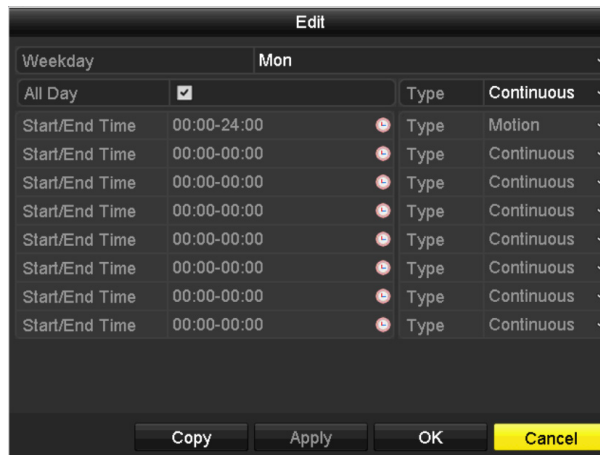 Edit
Weekday Mon
All Day Type Continuous
Start/End Time 00:00-24:00 Type Motion
Start/End Time 00:00-00:00 Type Continuous
Start/End Time 00:00-00:00 Type Continuous
Start/End Time 00:00-00:00 Type Continuous
Start/End Time 00:00-00:00 Type Continuous
Start/End Time 00:00-00:00 Type Continuous
Start/End Time 00:00-00:00 Type Continuous
Start/End Time 00:00-00:00 Type Continuous
Copy Apply OK Cancel